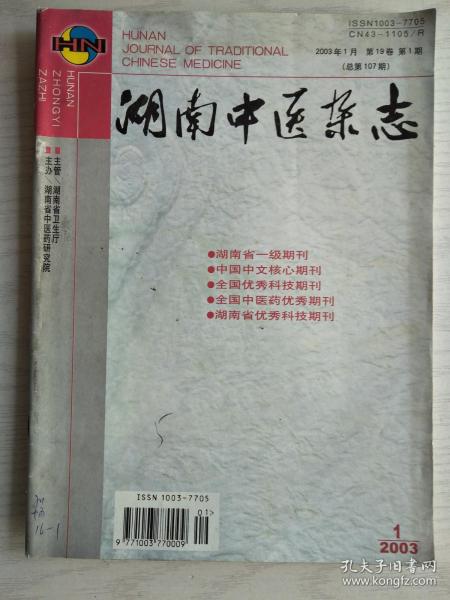 HN
HUNAN
JOURNAL OF TRADITIONAL
CHINESE MEDICINE
ISSN1003-7705
CN43-1105/R
2003年1月 第19卷 第1期
(总第107期)
HUNAN
ZHONGYI
ZAZHI
湖南中医杂志
主管 湖南省卫生厅
主办 湖南省中医药研究院
●湖南省一级期刊
●中国中文核心期刊
●全国优秀科技期刊
●全国中医药优秀期刊
●湖南省优秀科技期刊
5
16-1
ISSN 1003-7705
01>
9 771003 770009
1
2003
孔夫子旧书网